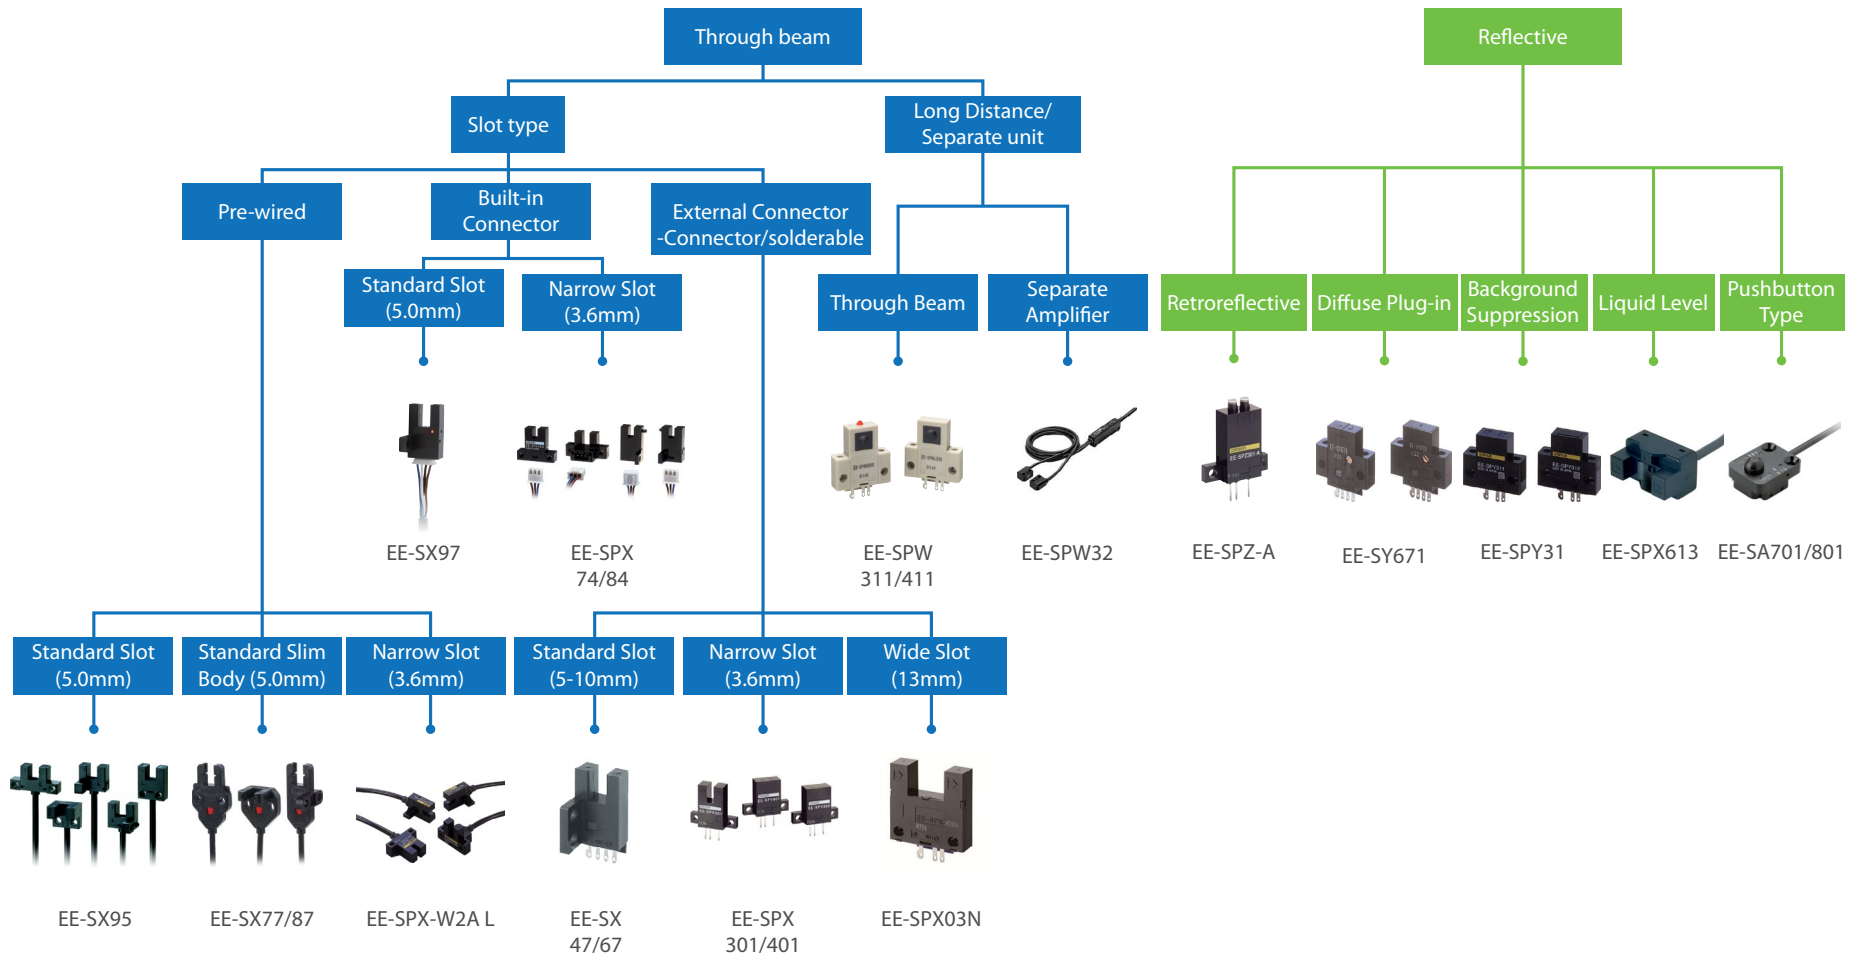 Through beam
Reflective
Slot type
Long Distance/
Separate unit
Pre-wired
Built-in
Connector
External Connector
-Connector/solderable
Standard Slot
(5.0mm)
Narrow Slot
(3.6mm)
Through Beam
Separate
Amplifier
Retroreflective
Diffuse Plug-in
Background
Suppression
Liquid Level
Pushbutton
Type
EE-SPZ301-A
EE-SPY311
EE-SX97
EE-SPX
74/84
EE-SPW
311/411
EE-SPW32
EE-SPZ-A
EE-SY671
EE-SPY31
EE-SPX613
EE-SA701/801
Standard Slot
(5.0mm)
Standard Slim
Body (5.0mm)
Narrow Slot
(3.6mm)
Standard Slot
(5-10mm)
Narrow Slot
(3.6mm)
Wide Slot
(13mm)
EE-SX95
EE-SX77/87
EE-SPX-W2A L
EE-SX
47/67
EE-SPX
301/401
EE-SPX03N